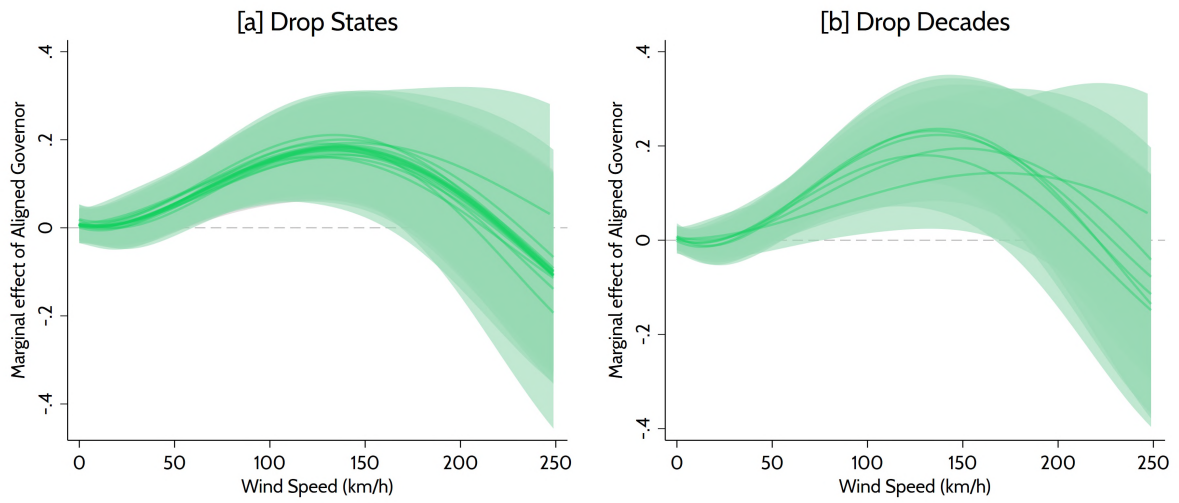 [a] Drop States
Marginal effect of Aligned Governor
.4
.2
0
-.2
-.4
0 50 100 150 200 250
Wind Speed (km/h)
[b] Drop Decades
Marginal effect of Aligned Governor
.4
.2
0
-.2
-.4
0 50 100 150 200 250
Wind Speed (km/h)